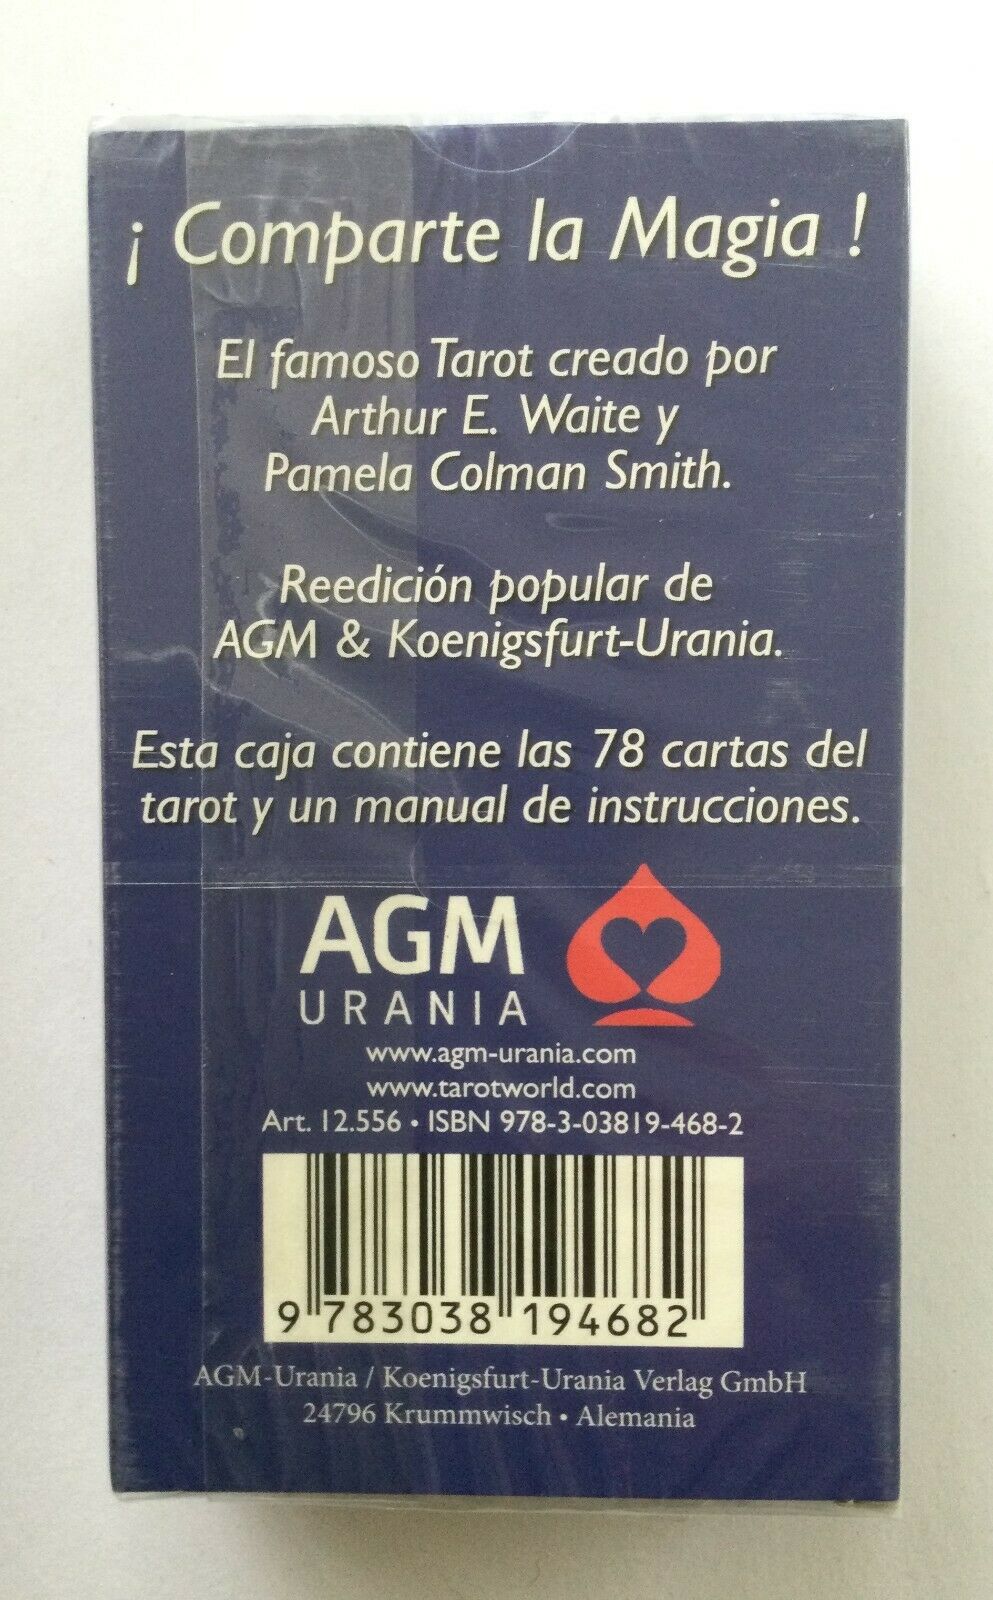 ¡ Comparte la Magia !
El famoso Tarot creado por
Arthur E. Waite y
Pamela Colman Smith.
Reedición popular de
AGM & Koenigsfurt-Urania.
Esta caja contiene las 78 cartas del
tarot y un manual de instrucciones.
AGM
URANIA
www.agm-urania.com
www.tarotworld.com
Art. 12.556 • ISBN 978-3-03819-468-2
9 783038 194682
AGM-Urania / Koenigsfurt-Urania Verlag GmbH
24796 Krummwisch • Alemania